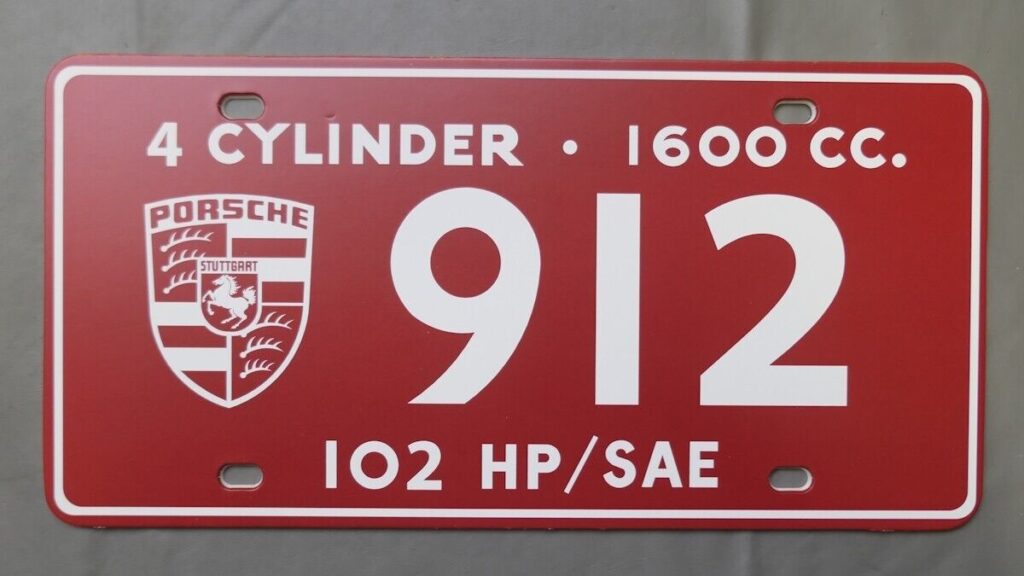 4 CYLINDER · 1600 CC.
PORSCHE
STUTTGART
912
102 HP/SAE